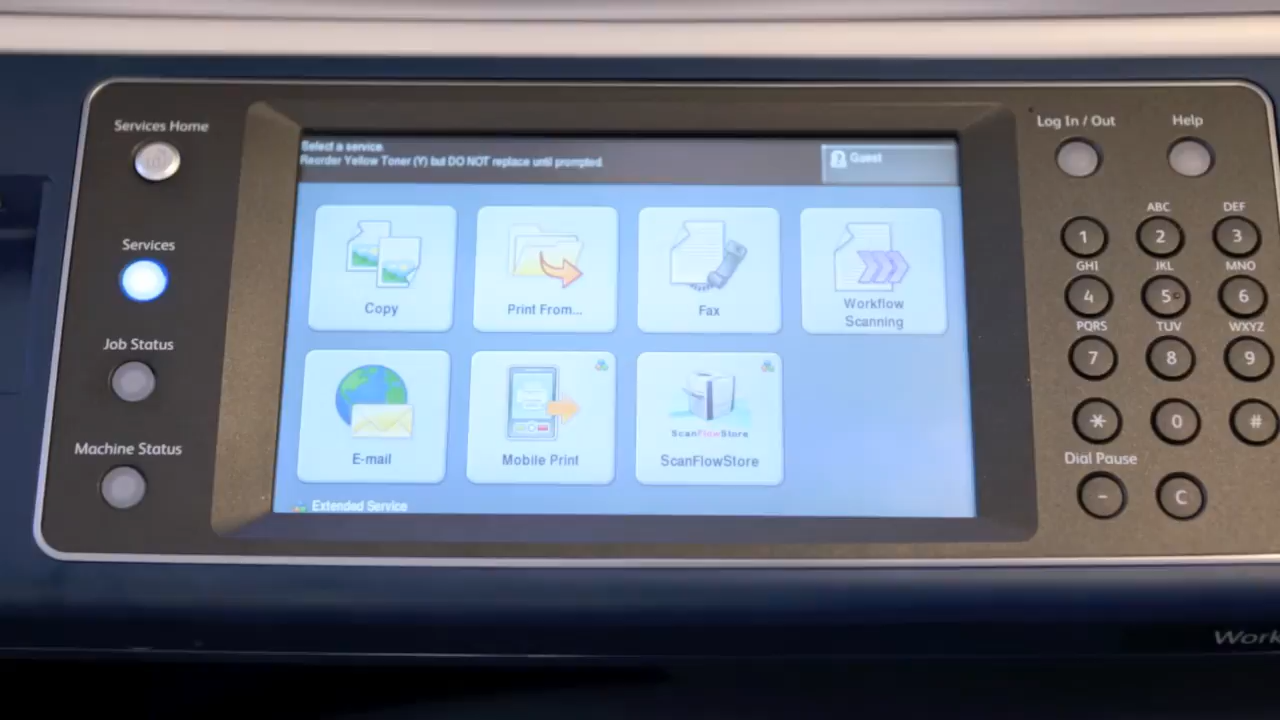 Services Home
Services
Job Status
Machine Status
Select a service.
Reorder Yellow Toner (Y) but DO NOT replace until prompted.
Guest
Copy
Print From...
Fax
Workflow
Scanning
E-mail
Mobile Print
ScanFlowStore
ScanFlowStore
Extended Service
Log In / Out
Help
ABC
DEF
1
2
3
GHI
JKL
MNO
4
5
6
PQRS
TUV
WXYZ
7
8
9
*
0
#
Dial Pause
-
C
Work